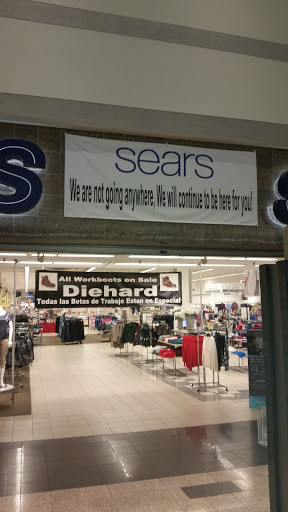 sears
We are not going anywhere, We will continue to be here for you!
S
s
All Workboots on Sale
Diehard
Todas las Botas de Trabajo Estan en Especial